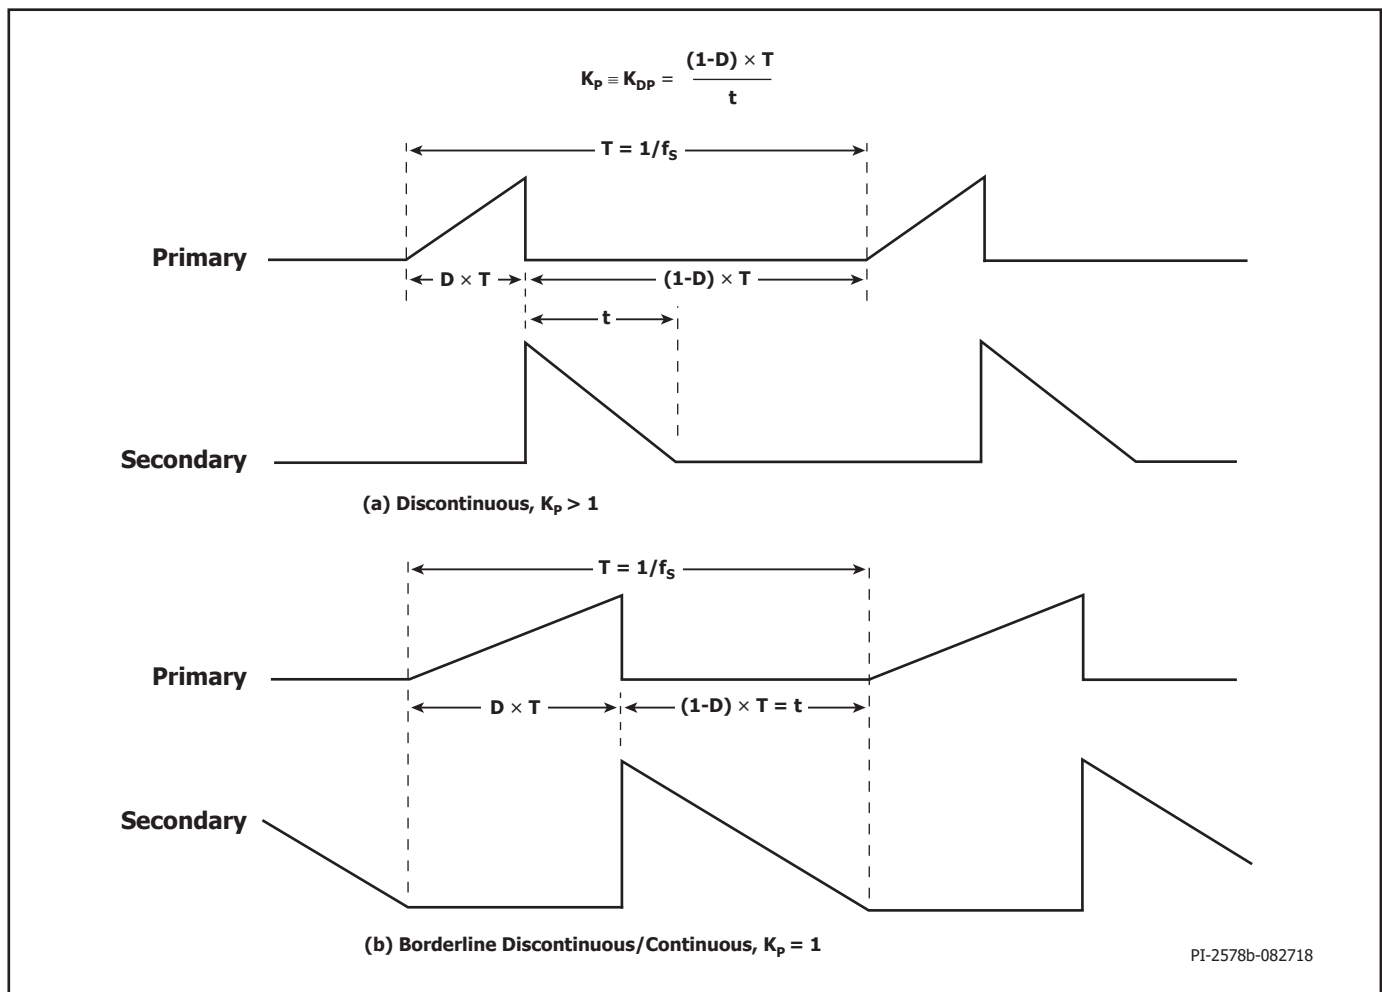 K_P ≡ K_DP = (1-D) × T / t
T = 1/f_S
Primary
D × T
(1-D) × T
t
Secondary
(a) Discontinuous, K_P > 1
T = 1/f_S
Primary
D × T
(1-D) × T = t
Secondary
(b) Borderline Discontinuous/Continuous, K_P = 1
PI-2578b-082718